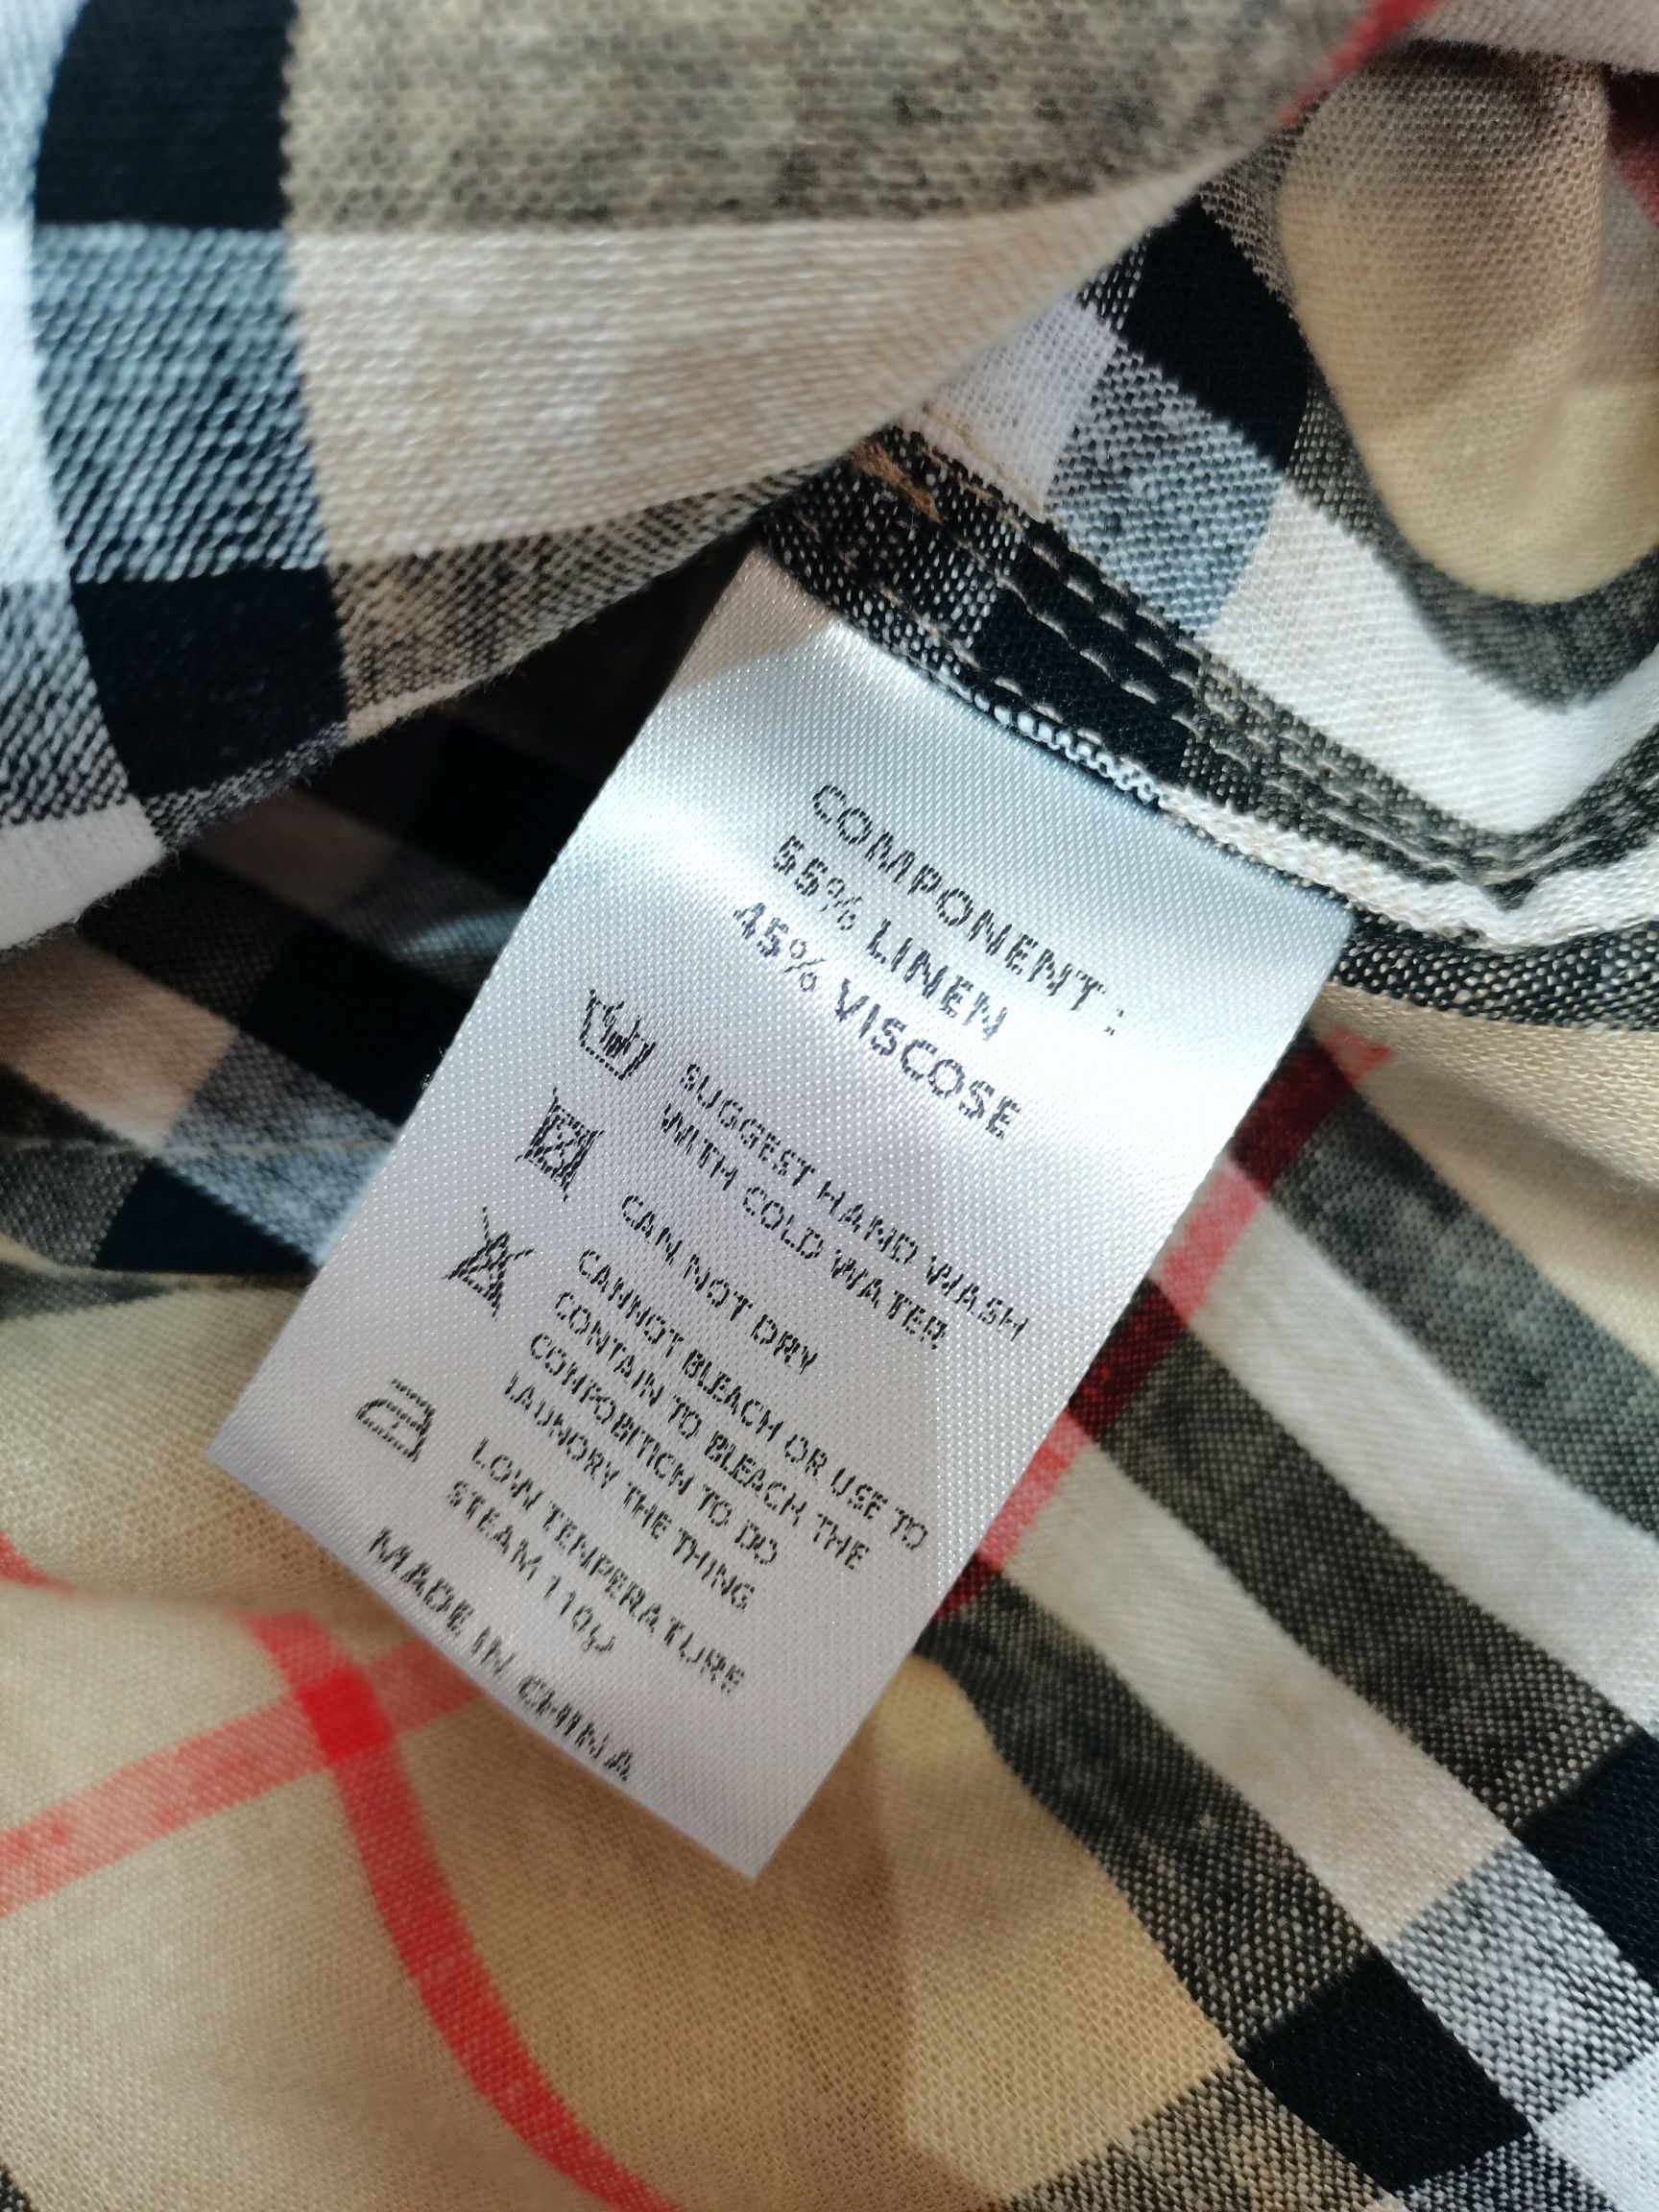 COMPONENT:
55% LINEN
45% VISCOSE
SUGGEST HAND WASH
WITH COLD WATER
CAN NOT DRY
CANNOT BLEACH OR USE TO
CONTAIN TO BLEACH THE
COMPOBITION TO DO
LAUNORY THE THING
LOW TEMPERATURE
STEAM 110
MADE IN CHINA